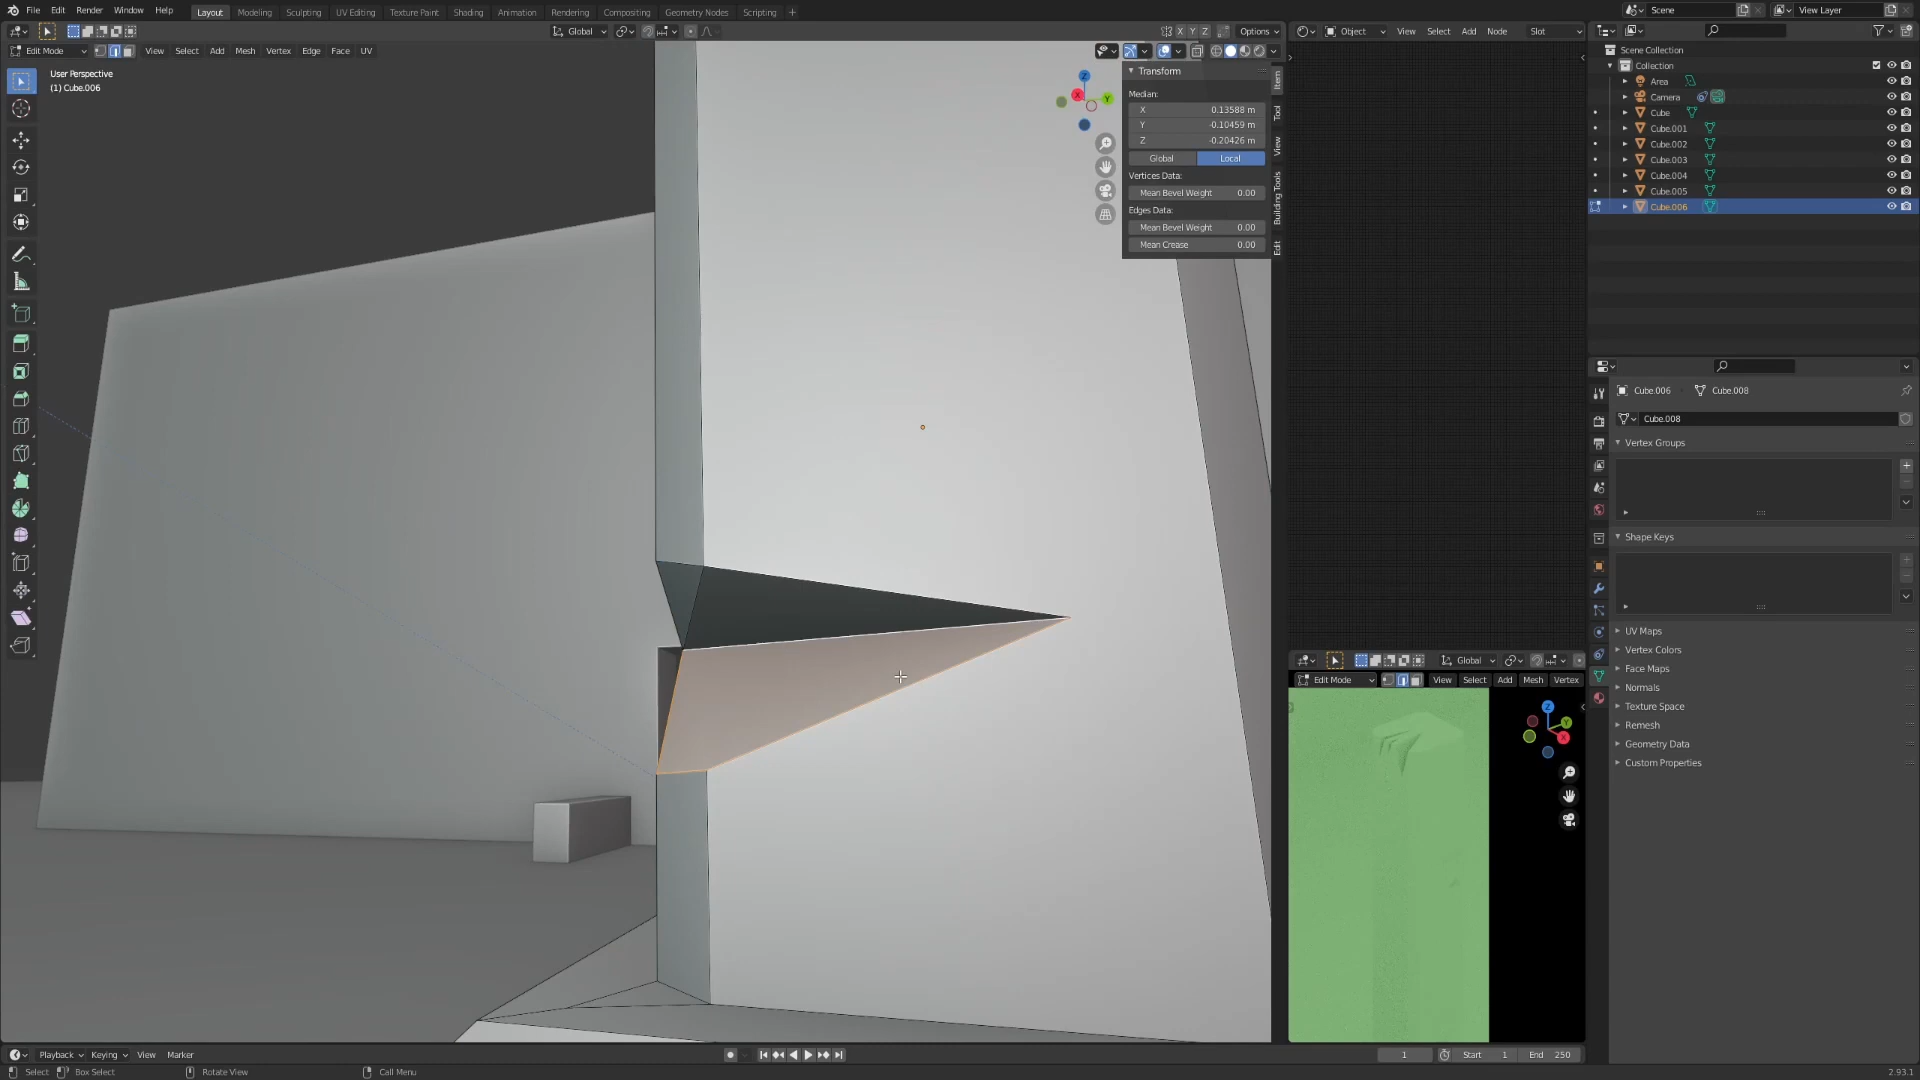 File Edit Render Window Help Layout Modeling Sculpting UV Editing Texture Paint Shading Animation Rendering Compositing Geometry Nodes Scripting + Scene View Layer
Global X Y Z Options Object View Select Add Node Slot
Edit Mode View Select Add Mesh Vertex Edge Face UV
User Perspective
(1) Cube.006
Z
X
Y
Transform
Median:
X 0.13588 m
Y -0.10459 m
Z -0.20426 m
Global Local
Vertices Data:
Mean Bevel Weight 0.00
Edges Data:
Mean Bevel Weight 0.00
Mean Crease 0.00
Item
Tool
View
Building Tools
Edit
Scene Collection
Collection
Area
Camera
Cube
Cube.001
Cube.002
Cube.003
Cube.004
Cube.005
Cube.006
Cube.006 Cube.008
Cube.008
Vertex Groups
Shape Keys
UV Maps
Vertex Colors
Face Maps
Normals
Texture Space
Remesh
Geometry Data
Custom Properties
Global
Edit Mode View Select Add Mesh Vertex
Z
Y
X
Playback Keying View Marker 1 Start 1 End 250
Select Box Select Rotate View Call Menu 2.93.1